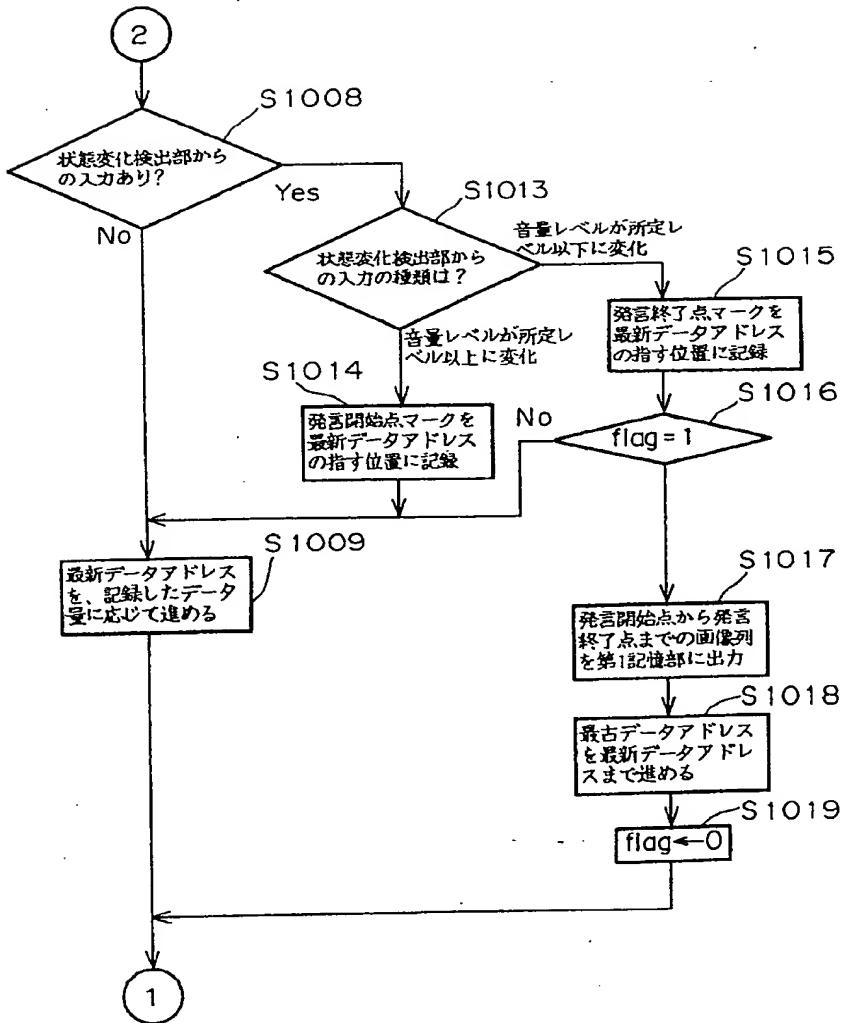 2
S1008
状態変化検出部から
の入力あり?
Yes
No
S1013
状態変化検出部から
の入力の種類は?
音量レベルが所定レ
ベル以下に変化
S1015
発言終了点マークを
最新データアドレス
の指す位置に記録
音量レベルが所定レ
ベル以上に変化
S1014
発言開始点マークを
最新データアドレス
の指す位置に記録
S1016
flag=1
No
S1009
最新データアドレス
を、記録したデータ
量に応じて進める
S1017
発言開始点から発言
終了点までの画像列
を第1記憶部に出力
S1018
最古データアドレス
を最新データアドレ
スまで進める
S1019
flag←0
1